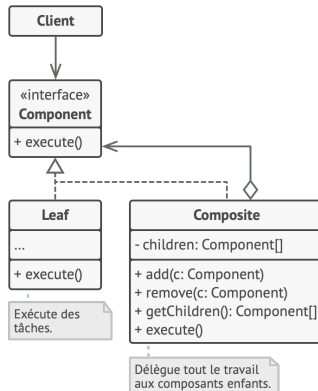 Client
«interface»
Component
+ execute()
Leaf
...
+ execute()
Exécute des
tâches.
Composite
- children: Component[]
+ add(c: Component)
+ remove(c: Component)
+ getChildren(): Component[]
+ execute()
Délègue tout le travail
aux composants enfants.